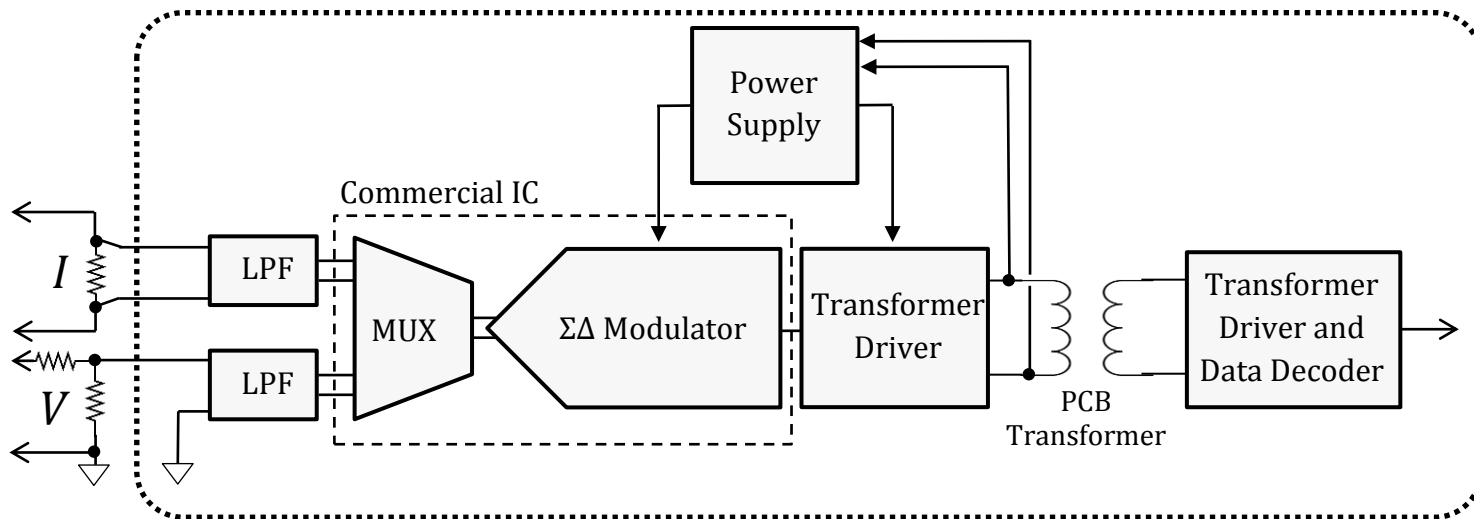 Power
Supply
Commercial IC
I
LPF
MUX
ΣΔ Modulator
Transformer
Driver
Transformer
Driver and
Data Decoder
V
LPF
PCB
Transformer